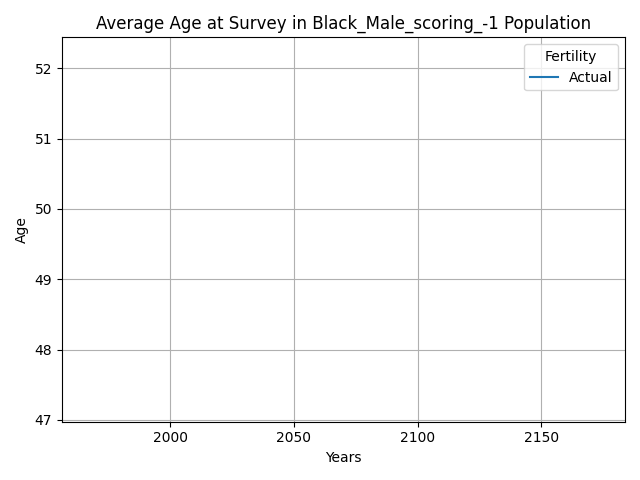 Average Age at Survey in Black_Male_scoring_-1 Population
Fertility
Actual
52
51
50
49
48
47
Age
2000
2050
2100
2150
Years